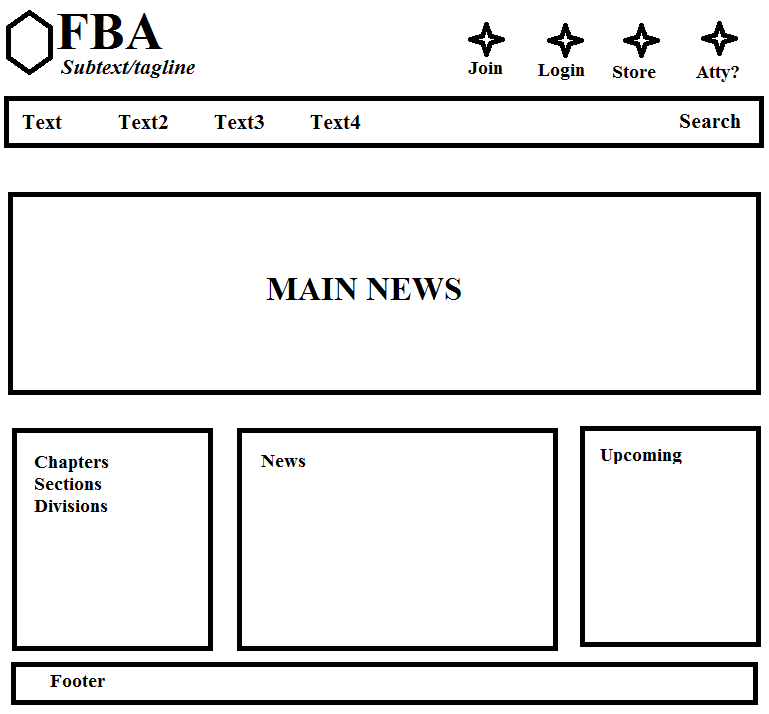 FBA
Subtext/tagline
Join Login Store Atty?
Text Text2 Text3 Text4 Search
MAIN NEWS
Chapters
Sections
Divisions
News
Upcoming
Footer